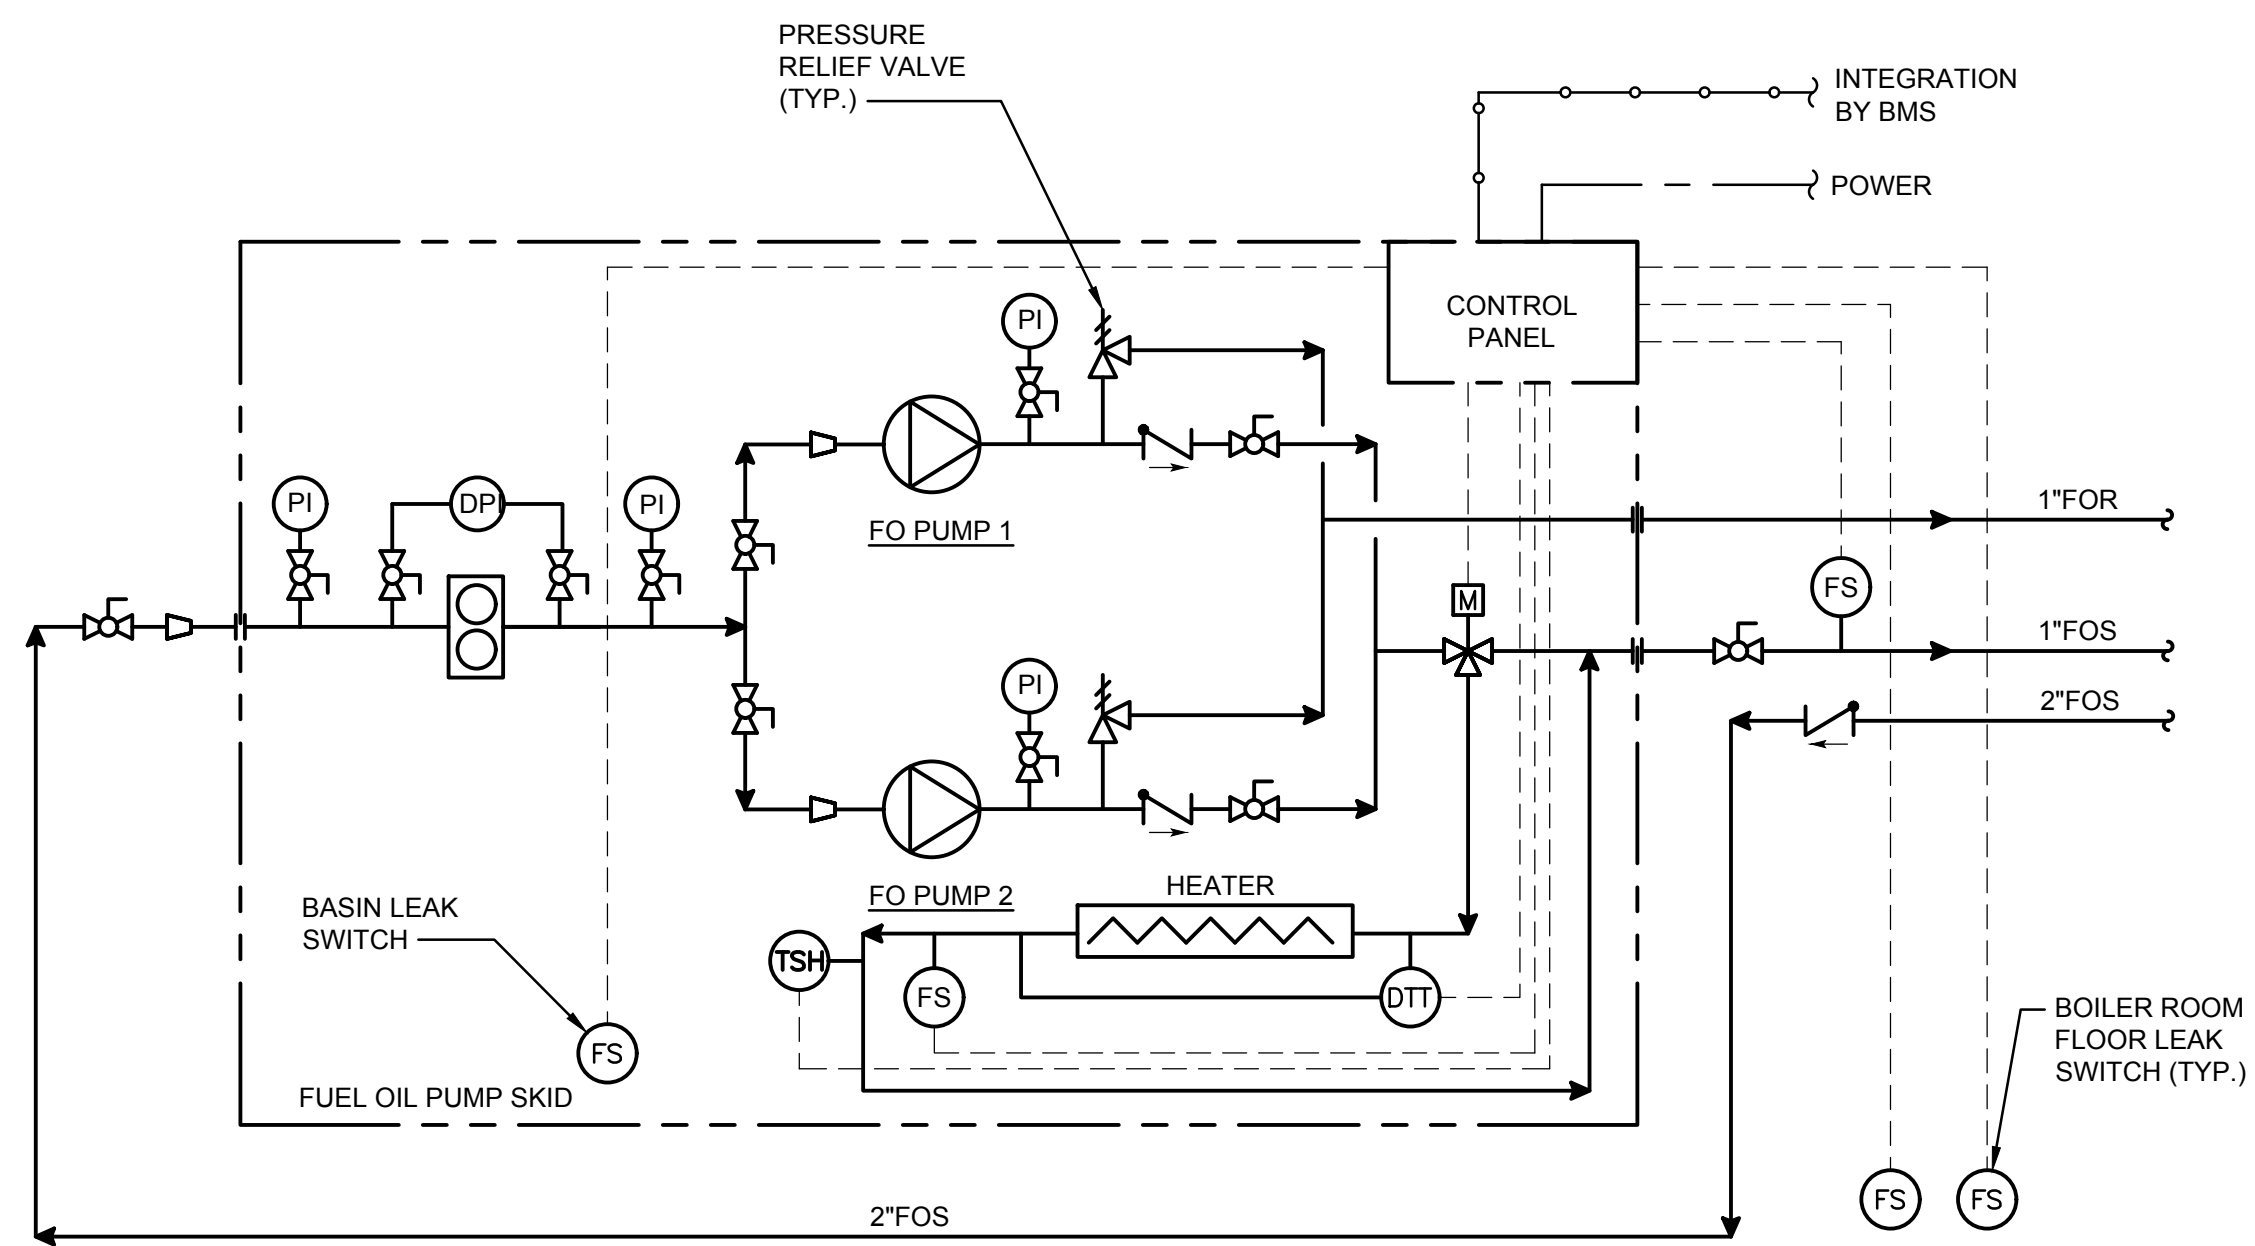 PRESSURE
RELIEF VALVE
(TYP.)
INTEGRATION
BY BMS
POWER
CONTROL
PANEL
PI
PI
DPI
PI
FO PUMP 1
1"FOR
M
FS
1"FOS
PI
2"FOS
HEATER
FO PUMP 2
BASIN LEAK
SWITCH
TSH
FS
DTT
FS
BOILER ROOM
FLOOR LEAK
SWITCH (TYP.)
FUEL OIL PUMP SKID
FS
FS
2"FOS